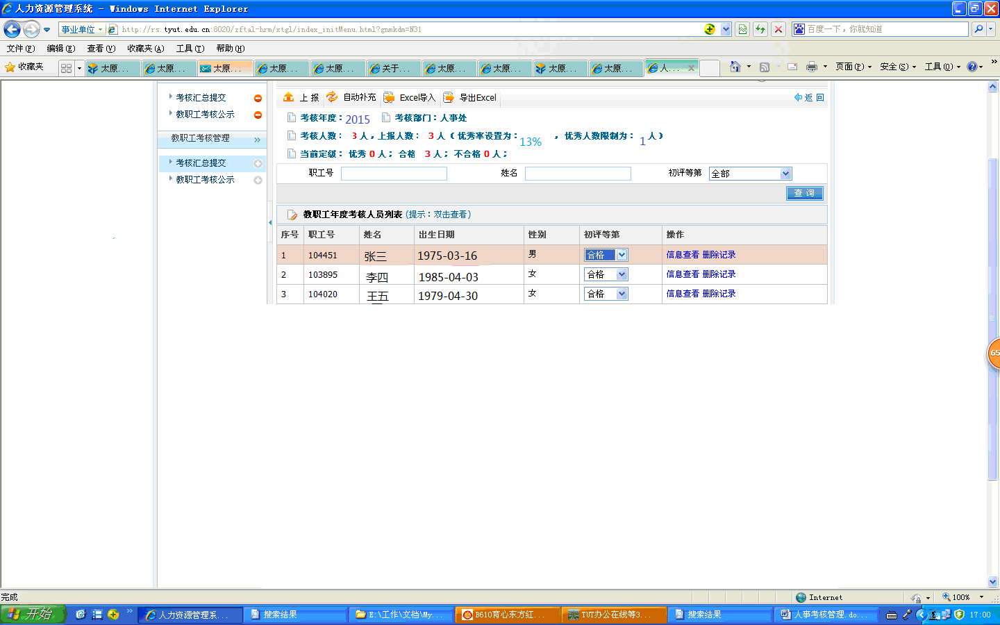 人力资源管理系统 - Windows Internet Explorer
事业单位 http://rs.tyut.edu.cn:8020/zftal-hrm/xtgl/index_initMenu.html?gnmkdm=N31 百度一下，你就知道
文件(F) 编辑(E) 查看(V) 收藏夹(A) 工具(T) 帮助(H)
收藏夹 太原... 太原... 太原... 太原... 太原... 关于... 太原... 太原... 太原... 太原... 人... 页面(P) 安全(S) 工具(O) »
考核汇总提交
教职工考核公示
教职工考核管理 »
考核汇总提交
教职工考核公示
上 报 自动补充 Excel导入 导出Excel 返 回
考核年度：2015 考核部门：人事处
考核人数： 3 人，上报人数： 3 人（优秀率设置为：13% ，优秀人数限制为： 1 人）
当前定级： 优秀 0 人； 合格 3 人； 不合格 0 人；
职工号 姓名 初评等第 全部
查 询
教职工年度考核人员列表 (提示：双击查看)
序号 职工号 姓名 出生日期 性别 初评等第 操作
1 104451 张三 1975-03-16 男 合格 信息查看 删除记录
2 103895 李四 1985-04-03 女 合格 信息查看 删除记录
3 104020 王五 1979-04-30 女 合格 信息查看 删除记录
65
完成 Internet 100%
开始 » 人力资源管理系... 搜索结果 E:\工作\文档\My... B610育心东方红... TUT办公在线等3... 搜索结果 人事考核管理.do... 17:00